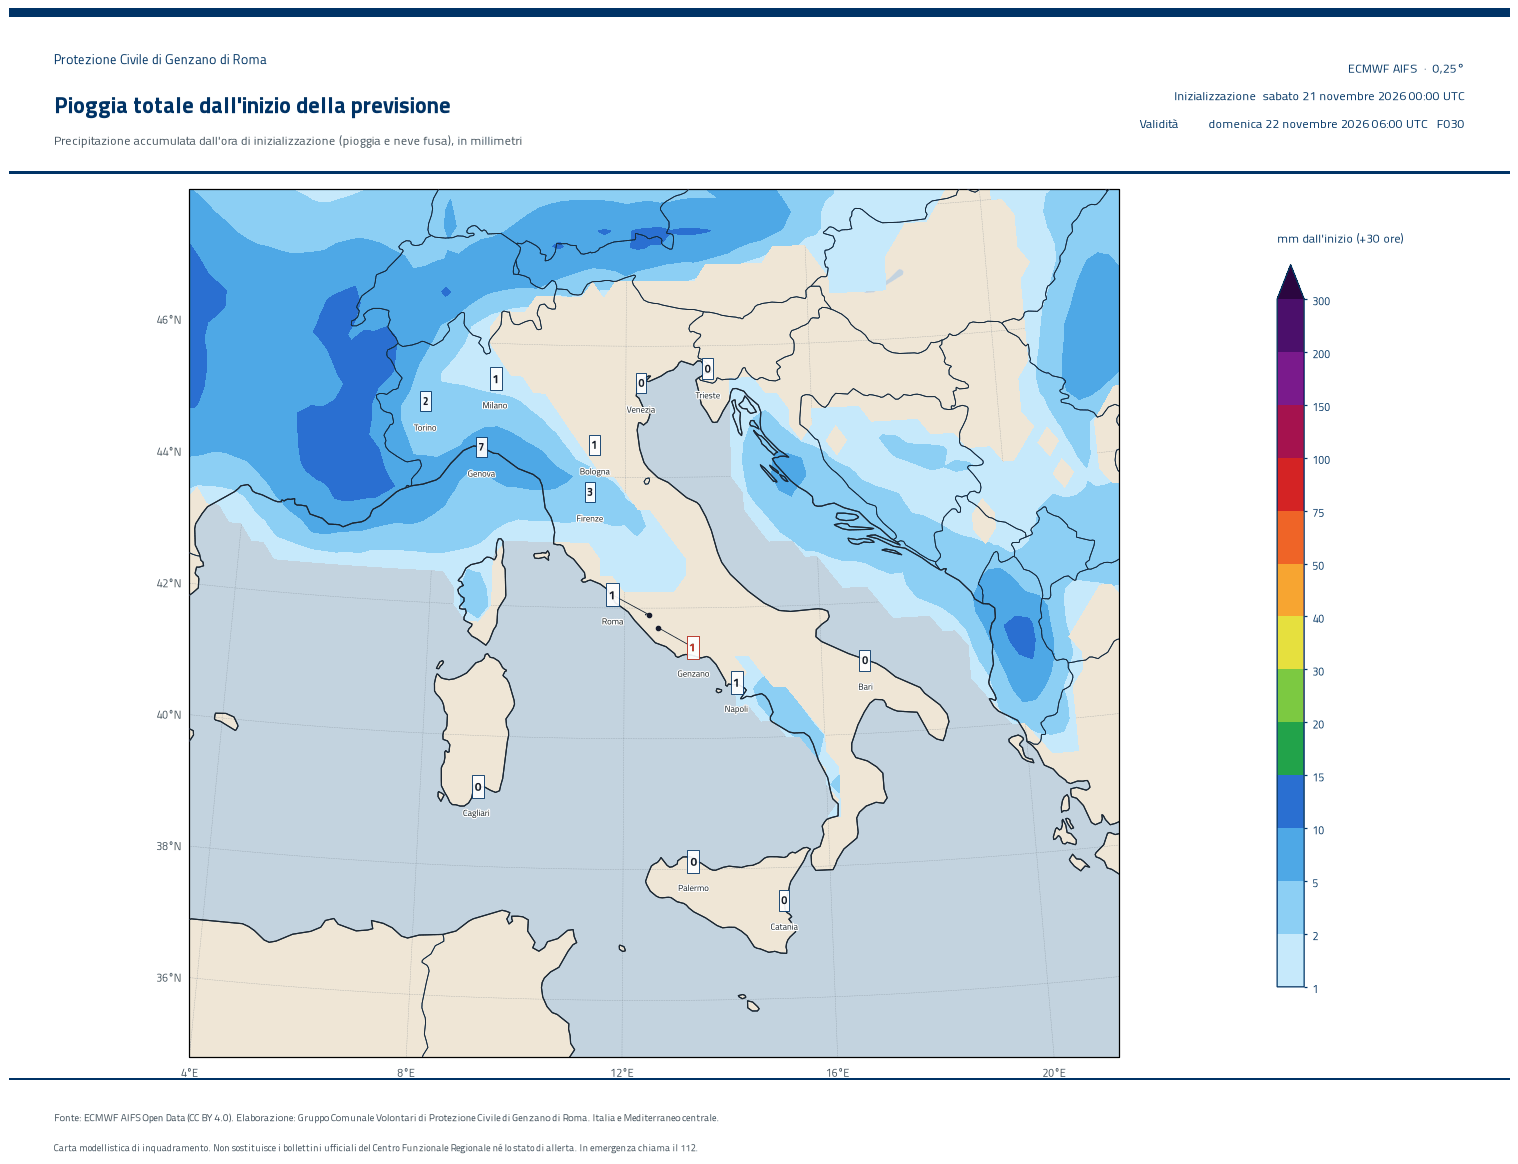 Protezione Civile di Genzano di Roma
Pioggia totale dall'inizio della previsione
Precipitazione accumulata dall'ora di inizializzazione (pioggia e neve fusa), in millimetri
ECMWF AIFS · 0,25°
Inizializzazione sabato 21 novembre 2026 00:00 UTC
Validità domenica 22 novembre 2026 06:00 UTC F030
mm dall'inizio (+30 ore)
300
200
150
100
75
50
40
30
20
15
10
5
2
1
46°N
44°N
42°N
40°N
38°N
36°N
4°E
8°E
12°E
16°E
20°E
0
Trieste
1
Milano
0
Venezia
2
Torino
7
Genova
1
Bologna
3
Firenze
1
Roma
1
Genzano
0
Bari
1
Napoli
0
Cagliari
0
Palermo
0
Catania
Fonte: ECMWF AIFS Open Data (CC BY 4.0). Elaborazione: Gruppo Comunale Volontari di Protezione Civile di Genzano di Roma. Italia e Mediterraneo centrale.
Carta modellistica di inquadramento. Non sostituisce i bollettini ufficiali del Centro Funzionale Regionale né lo stato di allerta. In emergenza chiama il 112.